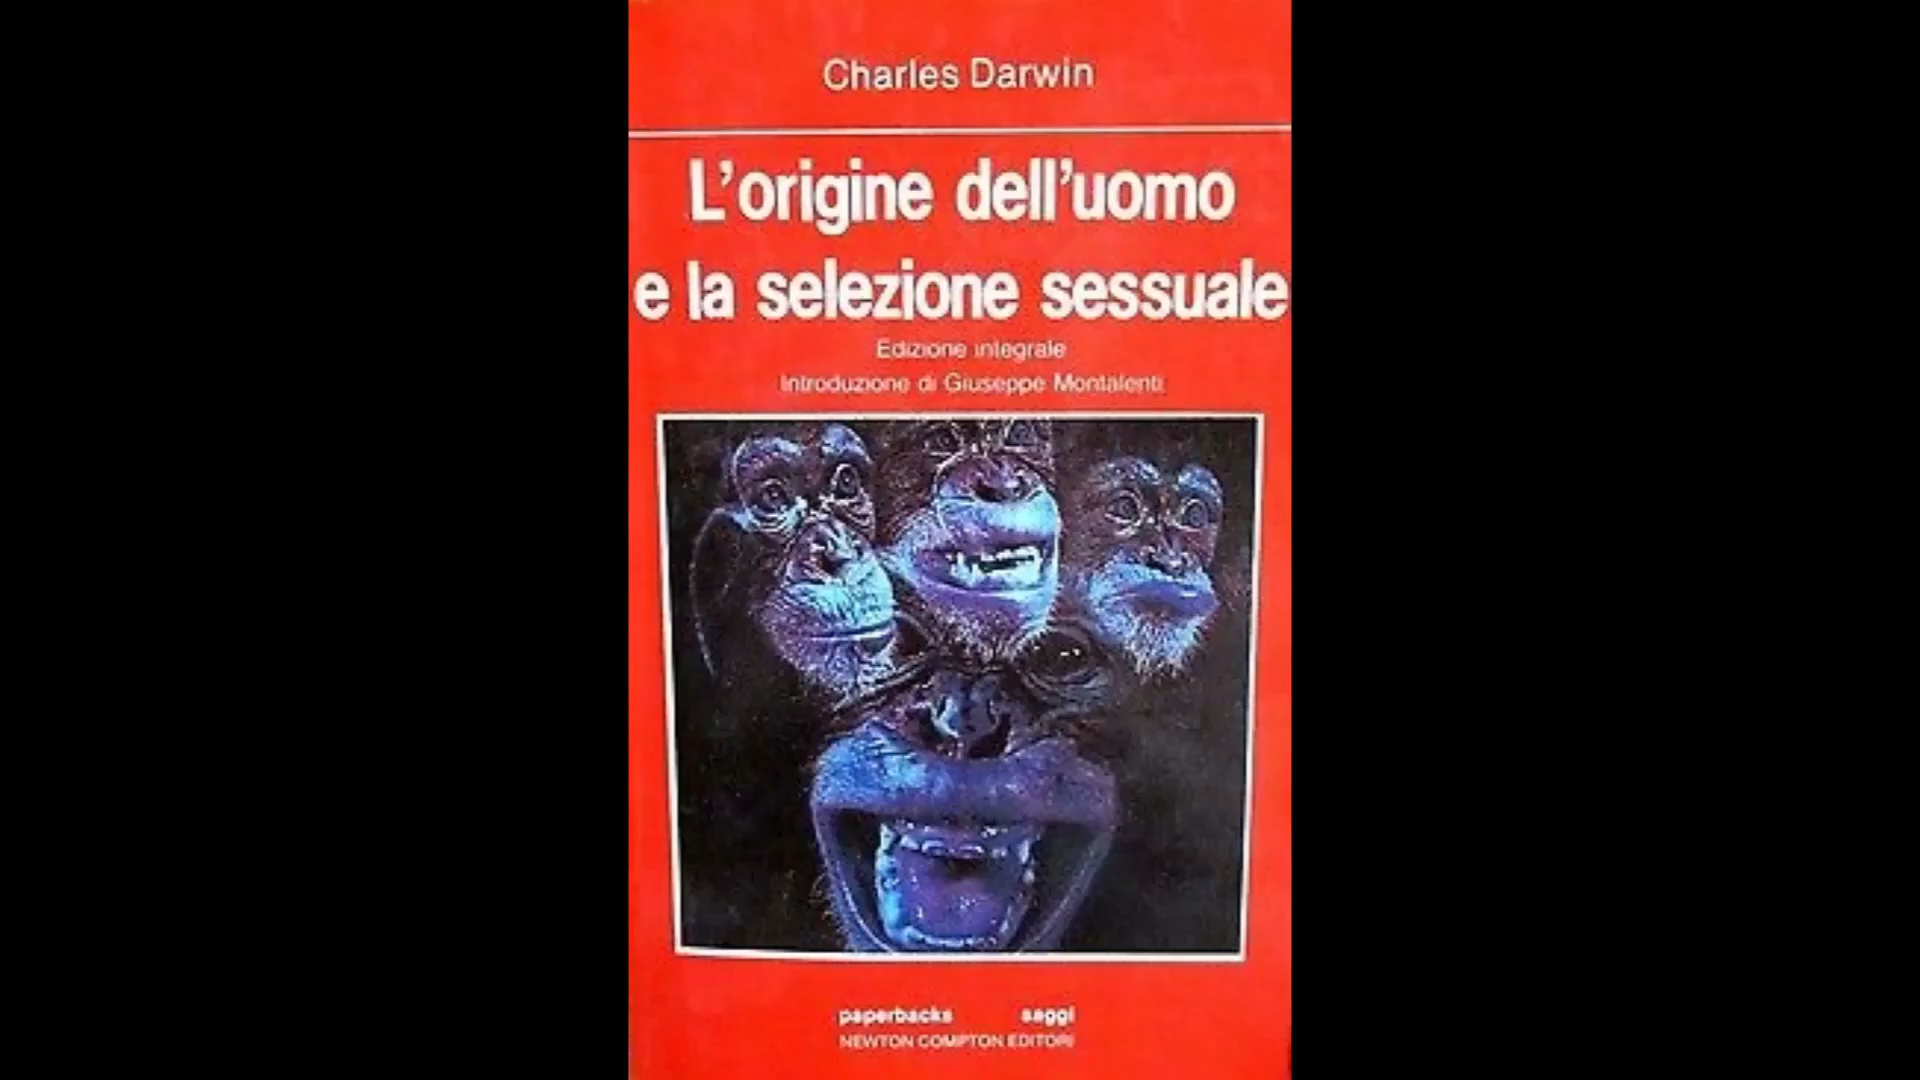 Charles Darwin
L'origine dell'uomo
e la selezione sessuale
Edizione integrale
Introduzione di Giuseppe Montalenti
paperbacks saggi
NEWTON COMPTON EDITORI